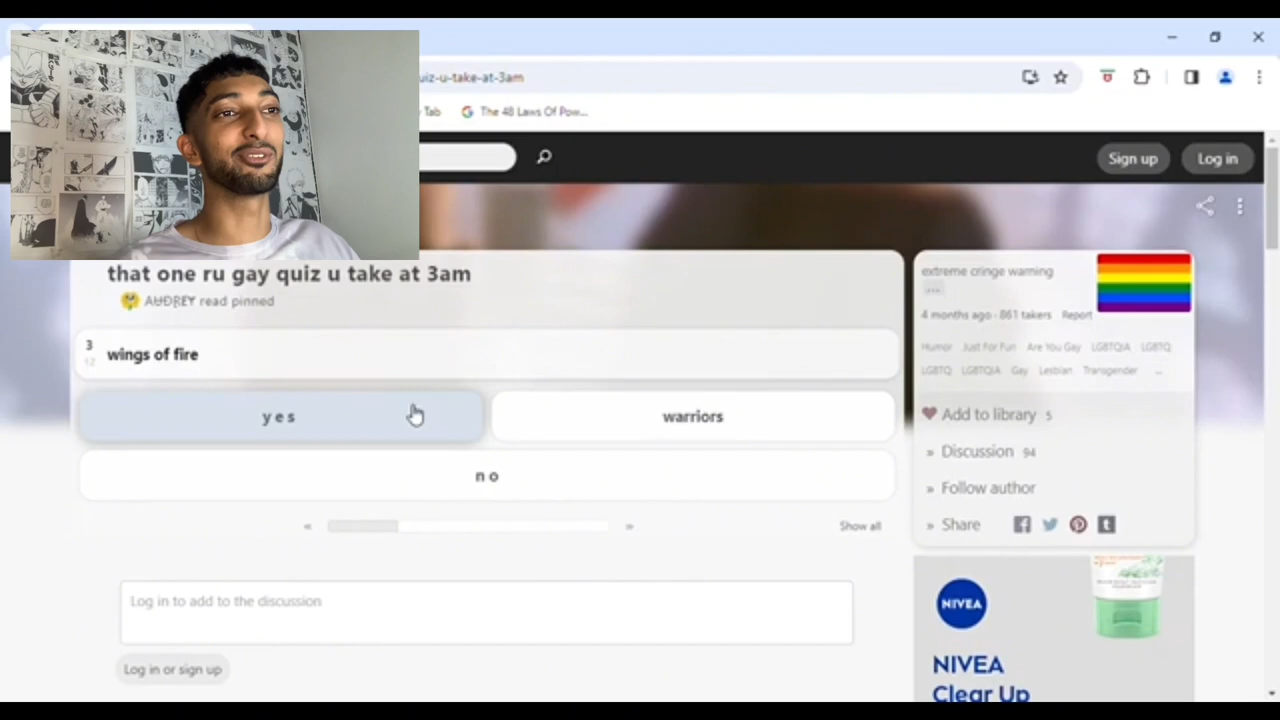 uiz-u-take-at-3am
Tab
The 48 Laws Of Pow...
Sign up
Log in
that one ru gay quiz u take at 3am
AUDREY read pinned
3
12
wings of fire
y e s
warriors
n o
«
»
Show all
Log in to add to the discussion
Log in or sign up
extreme cringe warning
...
4 months ago · 861 takers Report
Humor Just For Fun Are You Gay LGBTQIA LGBTQ
LGBTQ LGBTQIA Gay Lesbian Transgender ...
Add to library 5
» Discussion 94
» Follow author
» Share
NIVEA
NIVEA
Clear Up